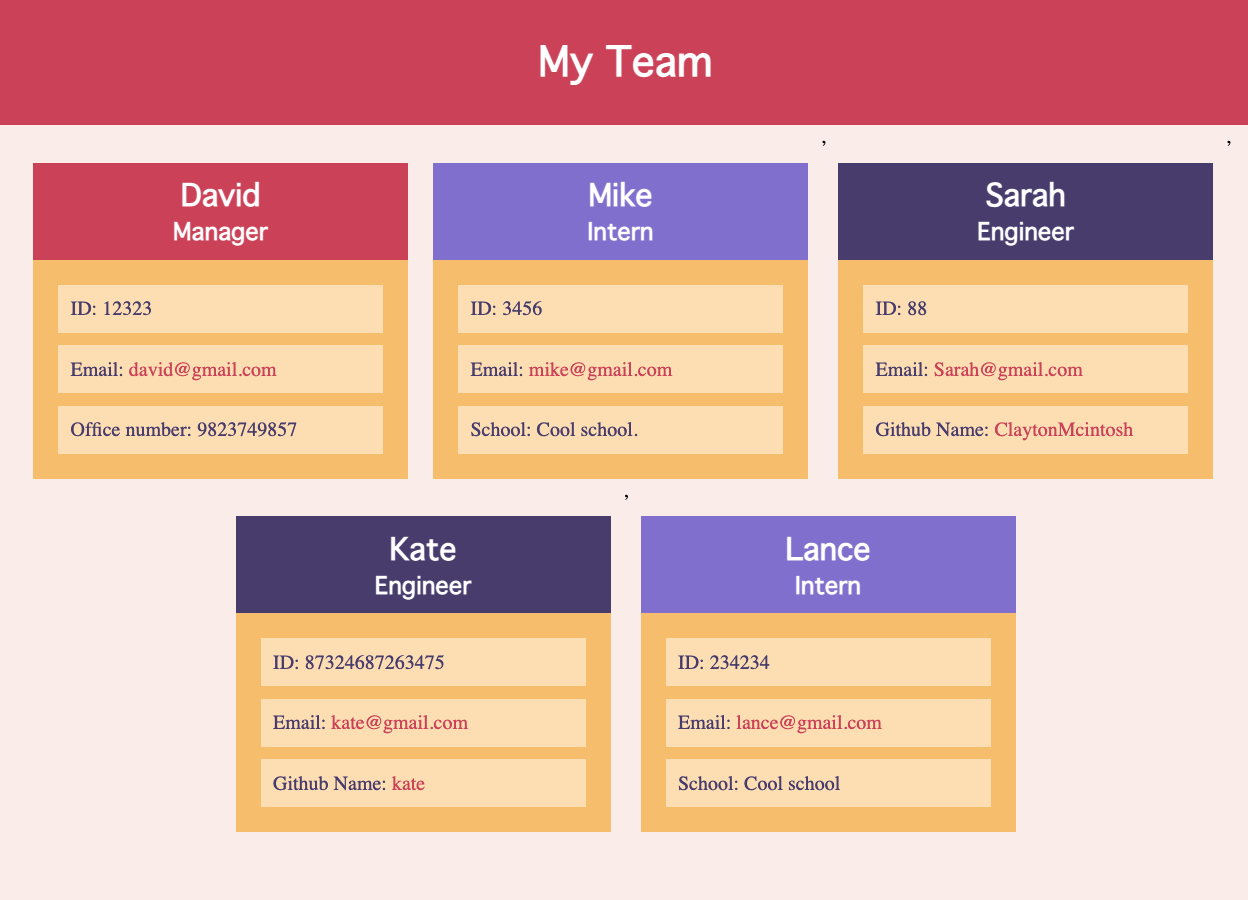 My Team
,
,
David
Manager
ID: 12323
Email: david@gmail.com
Office number: 9823749857
Mike
Intern
ID: 3456
Email: mike@gmail.com
School: Cool school.
Sarah
Engineer
ID: 88
Email: Sarah@gmail.com
Github Name: ClaytonMcintosh
,
Kate
Engineer
ID: 87324687263475
Email: kate@gmail.com
Github Name: kate
Lance
Intern
ID: 234234
Email: lance@gmail.com
School: Cool school